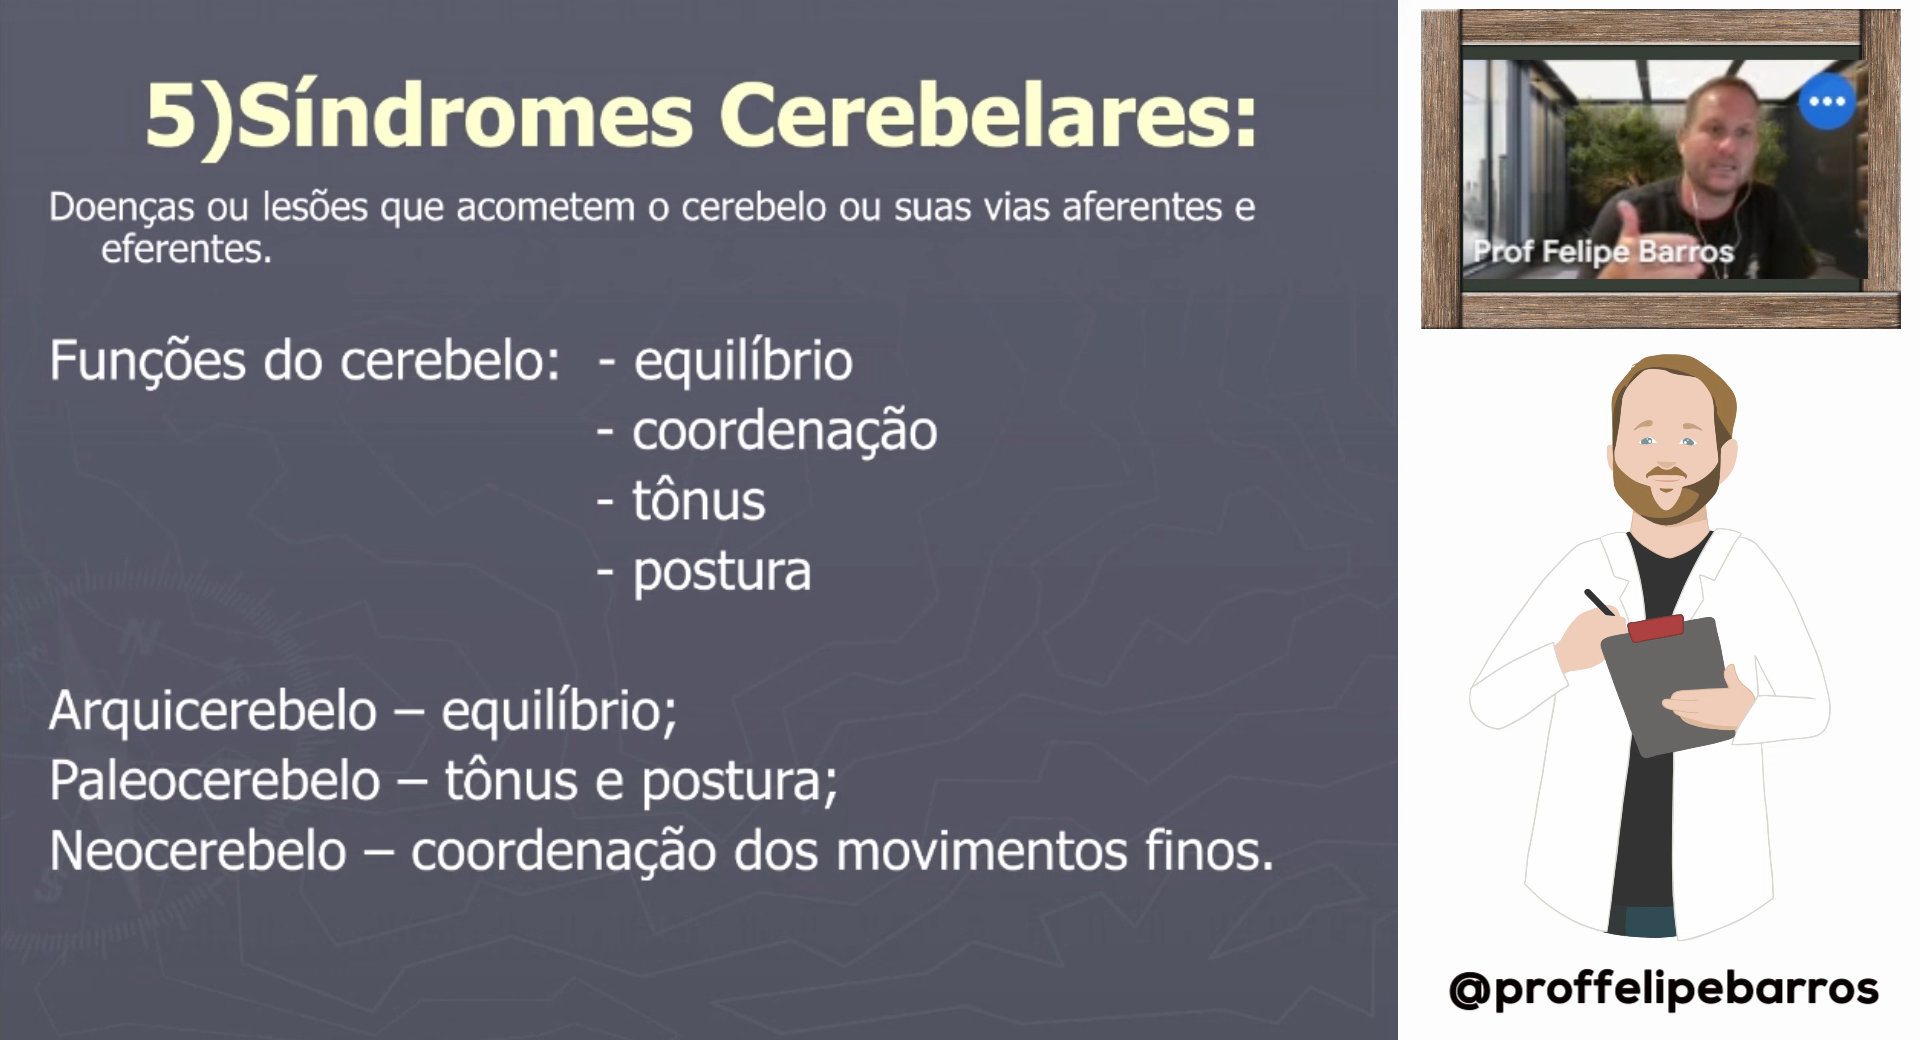 5)Síndromes Cerebelares:
Doenças ou lesões que acometem o cerebelo ou suas vias aferentes e
eferentes.
Funções do cerebelo: - equilíbrio
- coordenação
- tônus
- postura
Arquicerebelo – equilíbrio;
Paleocerebelo – tônus e postura;
Neocerebelo – coordenação dos movimentos finos.
N
S
Prof Felipe Barros
@proffelipebarros